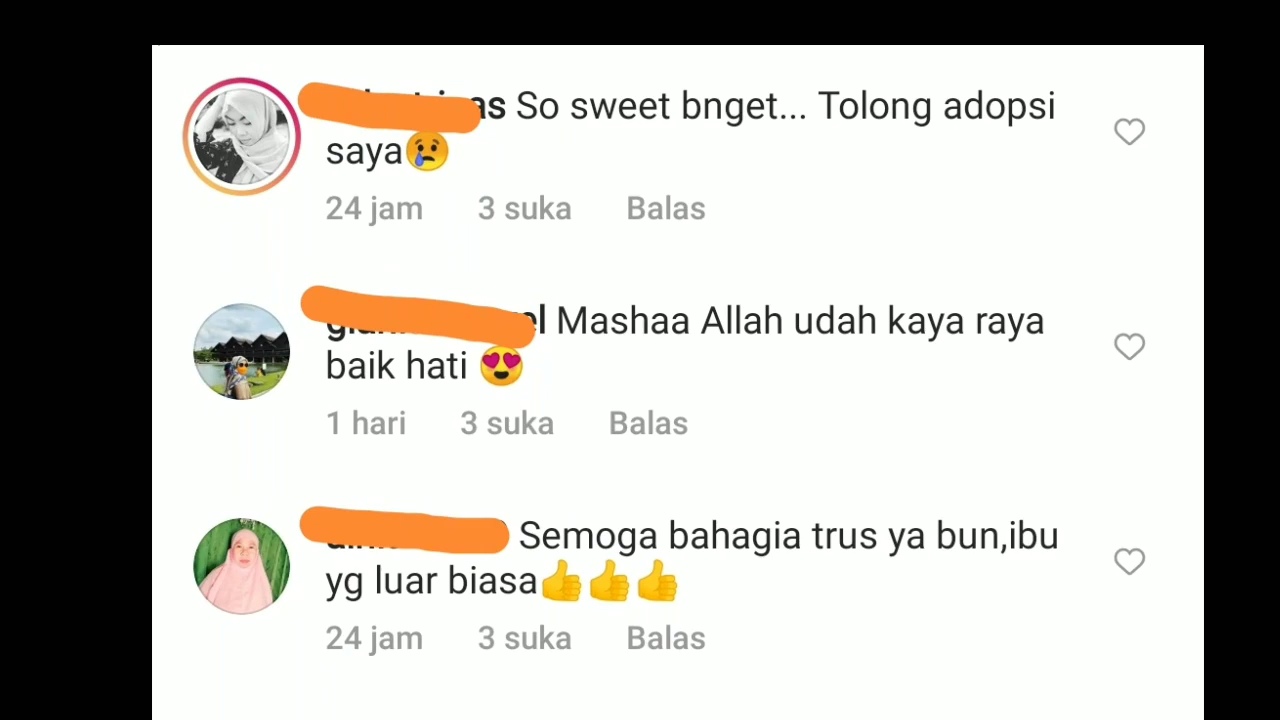 So sweet bnget... Tolong adopsi
saya😢
24 jam 3 suka Balas
Mashaa Allah udah kaya raya
baik hati 😍
1 hari 3 suka Balas
Semoga bahagia trus ya bun,ibu
yg luar biasa👍👍👍
24 jam 3 suka Balas